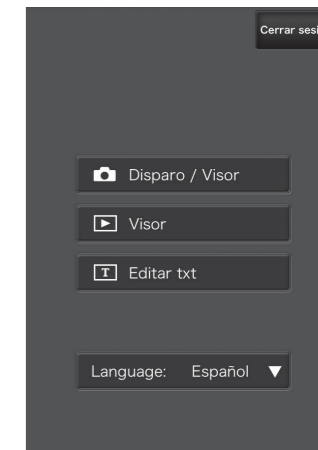 Cerrar sesi
Disparo / Visor
Visor
T Editar txt
Language: Español